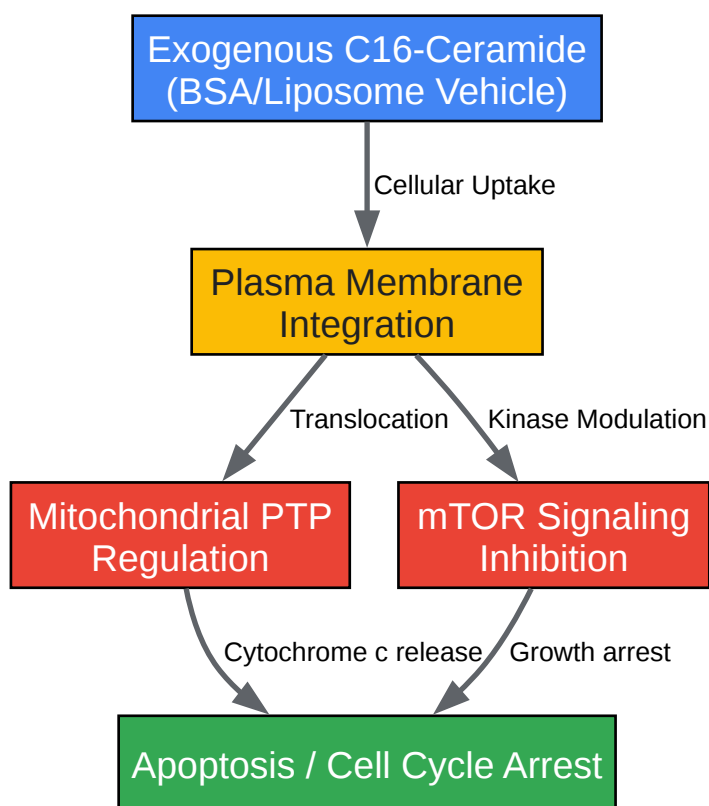 Exogenous C16-Ceramide
(BSA/Liposome Vehicle)
Cellular Uptake
Plasma Membrane
Integration
Translocation
Kinase Modulation
Mitochondrial PTP
Regulation
mTOR Signaling
Inhibition
Cytochrome c release
Growth arrest
Apoptosis / Cell Cycle Arrest